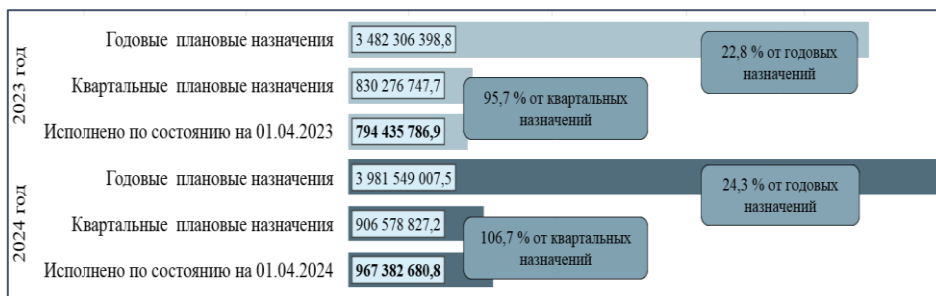 2023 год
Годовые плановые назначения
3 482 306 398,8
22,8 % от годовых
назначений
Квартальные плановые назначения
830 276 747,7
95,7 % от квартальных
назначений
Исполнено по состоянию на 01.04.2023
794 435 786,9
2024 год
Годовые плановые назначения
3 981 549 007,5
24,3 % от годовых
назначений
Квартальные плановые назначения
906 578 827,2
106,7 % от квартальных
назначений
Исполнено по состоянию на 01.04.2024
967 382 680,8